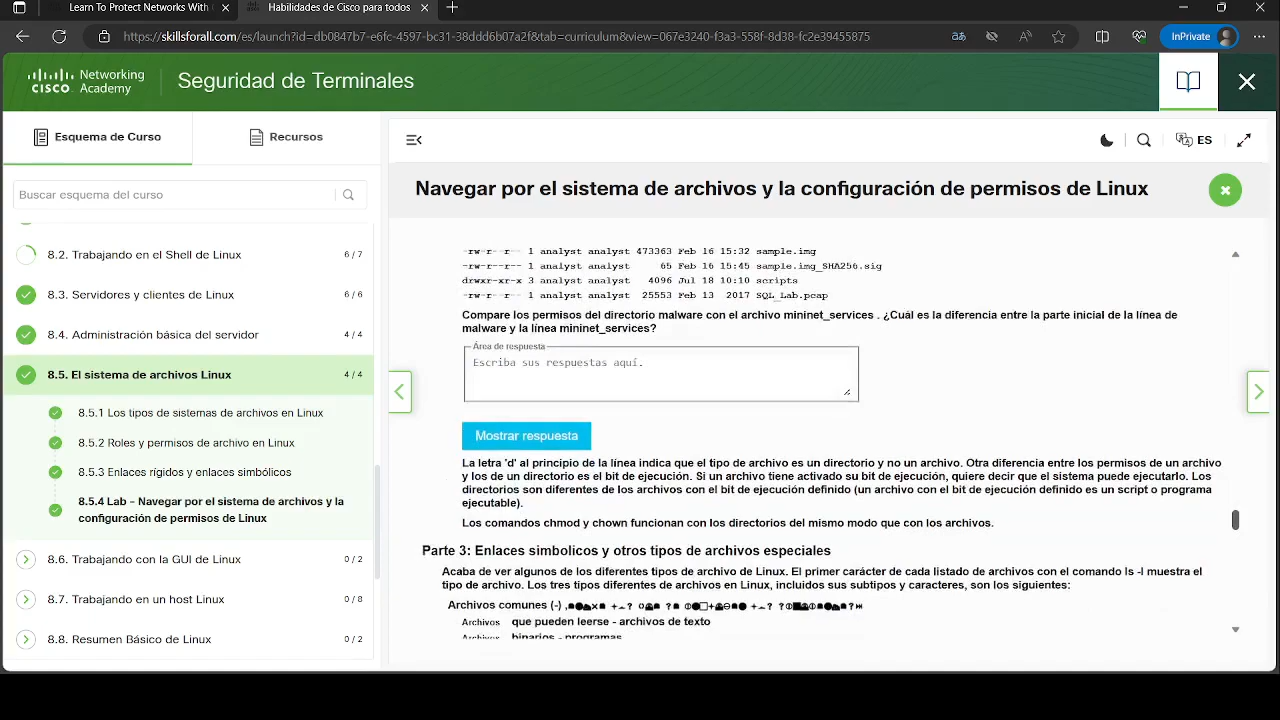 Learn To Protect Networks With
Habilidades de Cisco para todos
https://skillsforall.com/es/launch?id=db0847b7-e6fc-4597-bc31-38ddd6b07a2f&tab=curriculum&view=067e3240-f3a3-558f-8d38-fc2e39455875
InPrivate
Networking
CISCO Academy
Seguridad de Terminales
Esquema de Curso
Recursos
ES
Buscar esquema del curso
Navegar por el sistema de archivos y la configuración de permisos de Linux
8.2. Trabajando en el Shell de Linux 6 / 7
8.3. Servidores y clientes de Linux 6 / 6
8.4. Administración básica del servidor 4 / 4
8.5. El sistema de archivos Linux 4 / 4
8.5.1 Los tipos de sistemas de archivos en Linux
8.5.2 Roles y permisos de archivo en Linux
8.5.3 Enlaces rígidos y enlaces simbólicos
8.5.4 Lab - Navegar por el sistema de archivos y la
configuración de permisos de Linux
8.6. Trabajando con la GUI de Linux 0 / 2
8.7. Trabajando en un host Linux 0 / 8
8.8. Resumen Básico de Linux 0 / 2
-rw-r--r-- 1 analyst analyst 473363 Feb 16 15:32 sample.img
-rw-r--r-- 1 analyst analyst 65 Feb 16 15:45 sample.img_SHA256.sig
drwxr-xr-x 3 analyst analyst 4096 Jul 18 10:10 scripts
-rw-r--r-- 1 analyst analyst 25553 Feb 13 2017 SQL_Lab.pcap
Compare los permisos del directorio malware con el archivo mininet_services . ¿Cuál es la diferencia entre la parte inicial de la línea de
malware y la línea mininet_services?
Área de respuesta
Escriba sus respuestas aquí.
Mostrar respuesta
La letra 'd' al principio de la línea indica que el tipo de archivo es un directorio y no un archivo. Otra diferencia entre los permisos de un archivo
y los de un directorio es el bit de ejecución. Si un archivo tiene activado su bit de ejecución, quiere decir que el sistema puede ejecutarlo. Los
directorios son diferentes de los archivos con el bit de ejecución definido (un archivo con el bit de ejecución definido es un script o programa
ejecutable).
Los comandos chmod y chown funcionan con los directorios del mismo modo que con los archivos.
Parte 3: Enlaces simbolicos y otros tipos de archivos especiales
Acaba de ver algunos de los diferentes tipos de archivo de Linux. El primer carácter de cada listado de archivos con el comando ls -l muestra el
tipo de archivo. Los tres tipos diferentes de archivos en Linux, incluidos sus subtipos y caracteres, son los siguientes:
Archivos comunes (-)
Archivos que pueden leerse - archivos de texto
Archivos binarios - programas